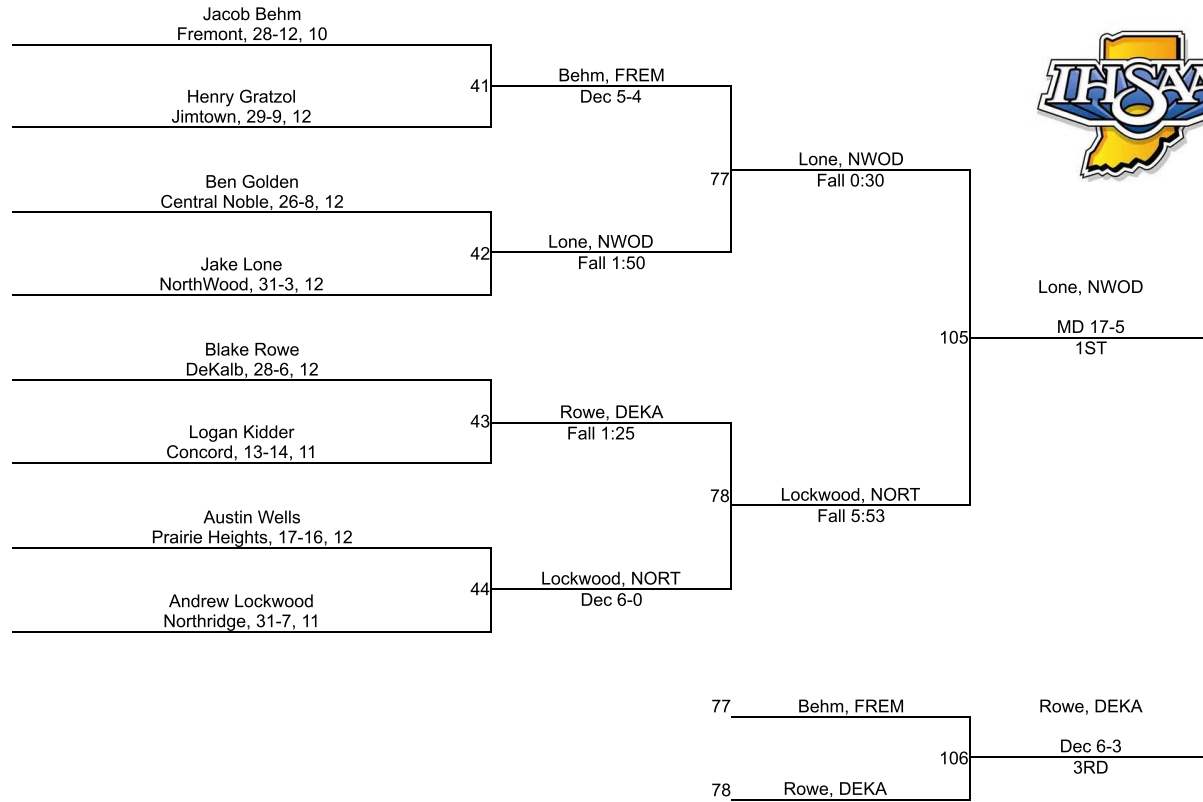 Jacob Behm
Fremont, 28-12, 10
41
Behm, FREM
Dec 5-4
Henry Gratzol
Jimtown, 29-9, 12
77
Lone, NWOD
Fall 0:30
Ben Golden
Central Noble, 26-8, 12
42
Lone, NWOD
Fall 1:50
Jake Lone
NorthWood, 31-3, 12
IHSAA
105
Lone, NWOD
MD 17-5
1ST
Blake Rowe
DeKalb, 28-6, 12
43
Rowe, DEKA
Fall 1:25
Logan Kidder
Concord, 13-14, 11
78
Lockwood, NORT
Fall 5:53
Austin Wells
Prairie Heights, 17-16, 12
44
Lockwood, NORT
Dec 6-0
Andrew Lockwood
Northridge, 31-7, 11
77
Behm, FREM
106
Rowe, DEKA
Dec 6-3
3RD
78
Rowe, DEKA